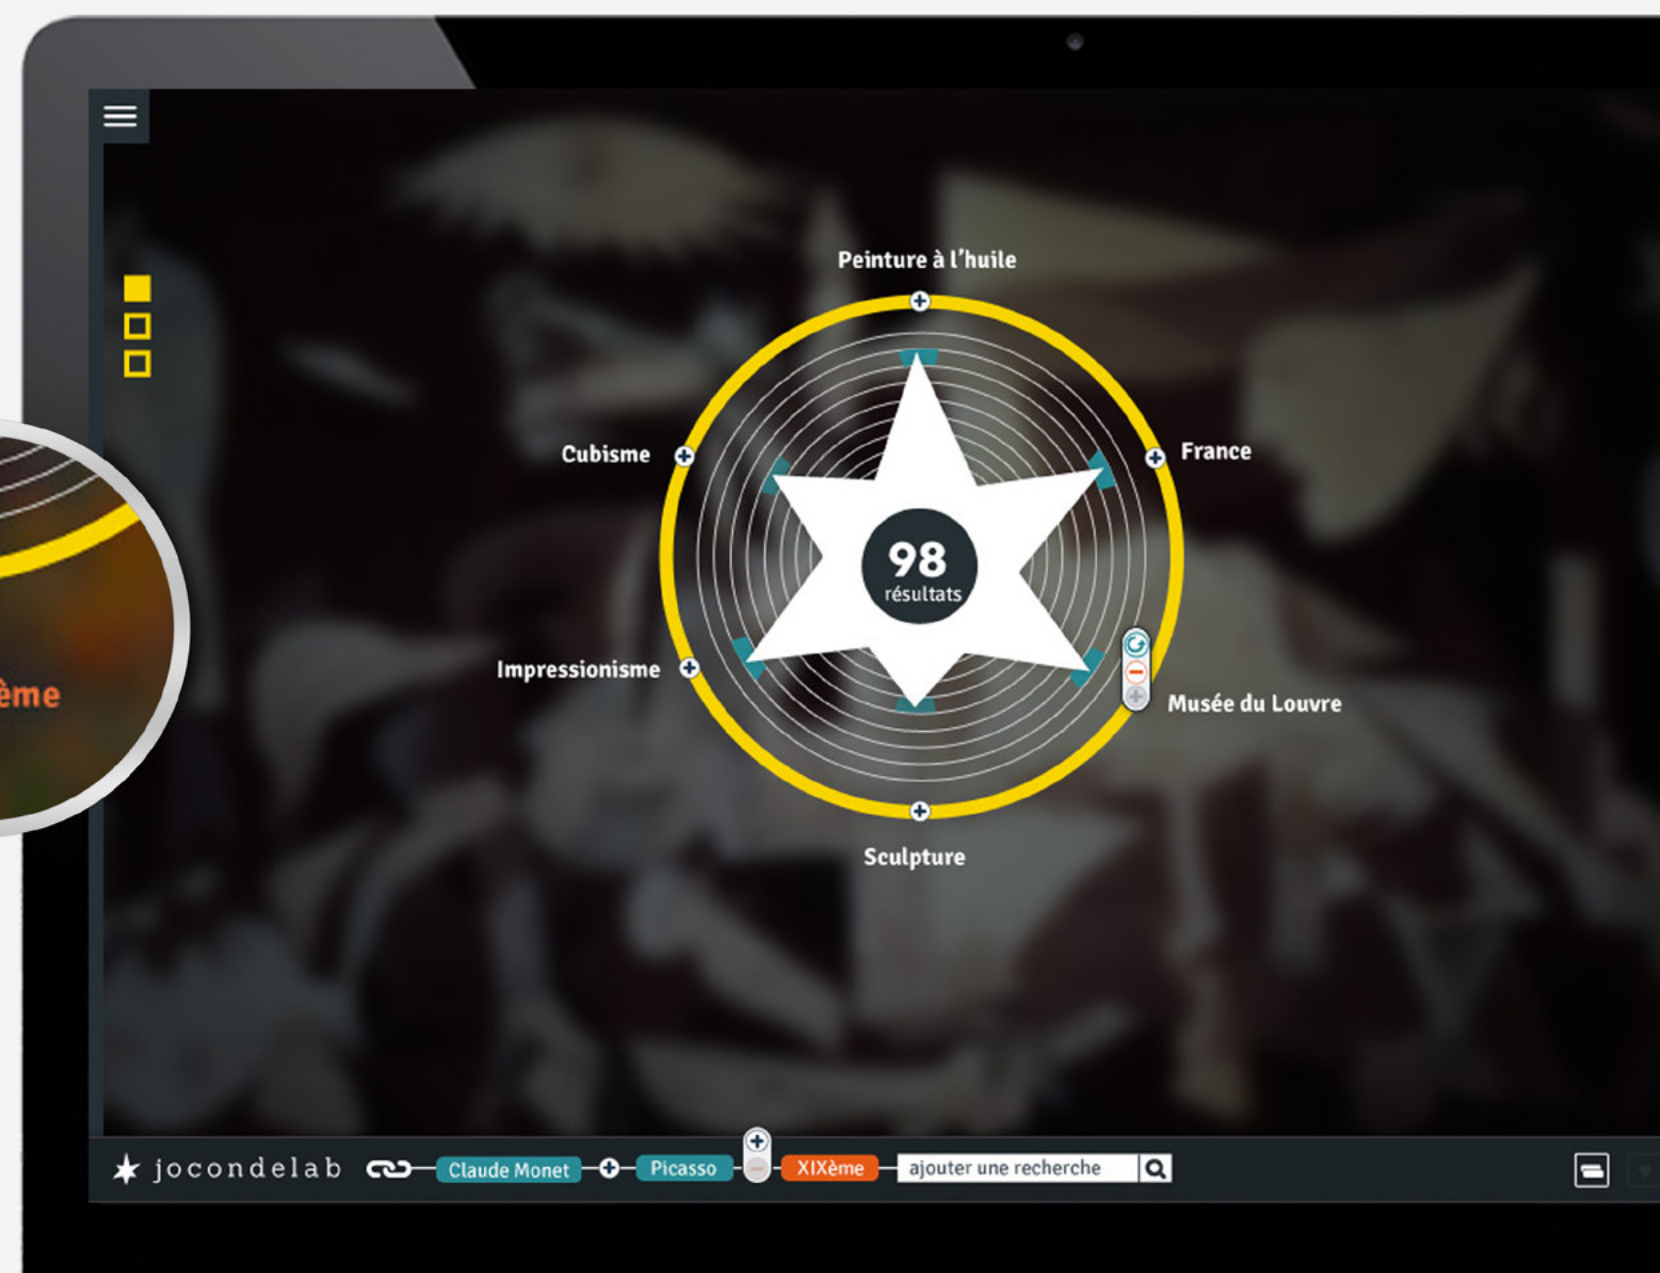 Peinture à l'huile
Cubisme
France
98
résultats
Impressionisme
Musée du Louvre
ème
Sculpture
jocondelab
Claude Monet
Picasso
XIXème
ajouter une recherche